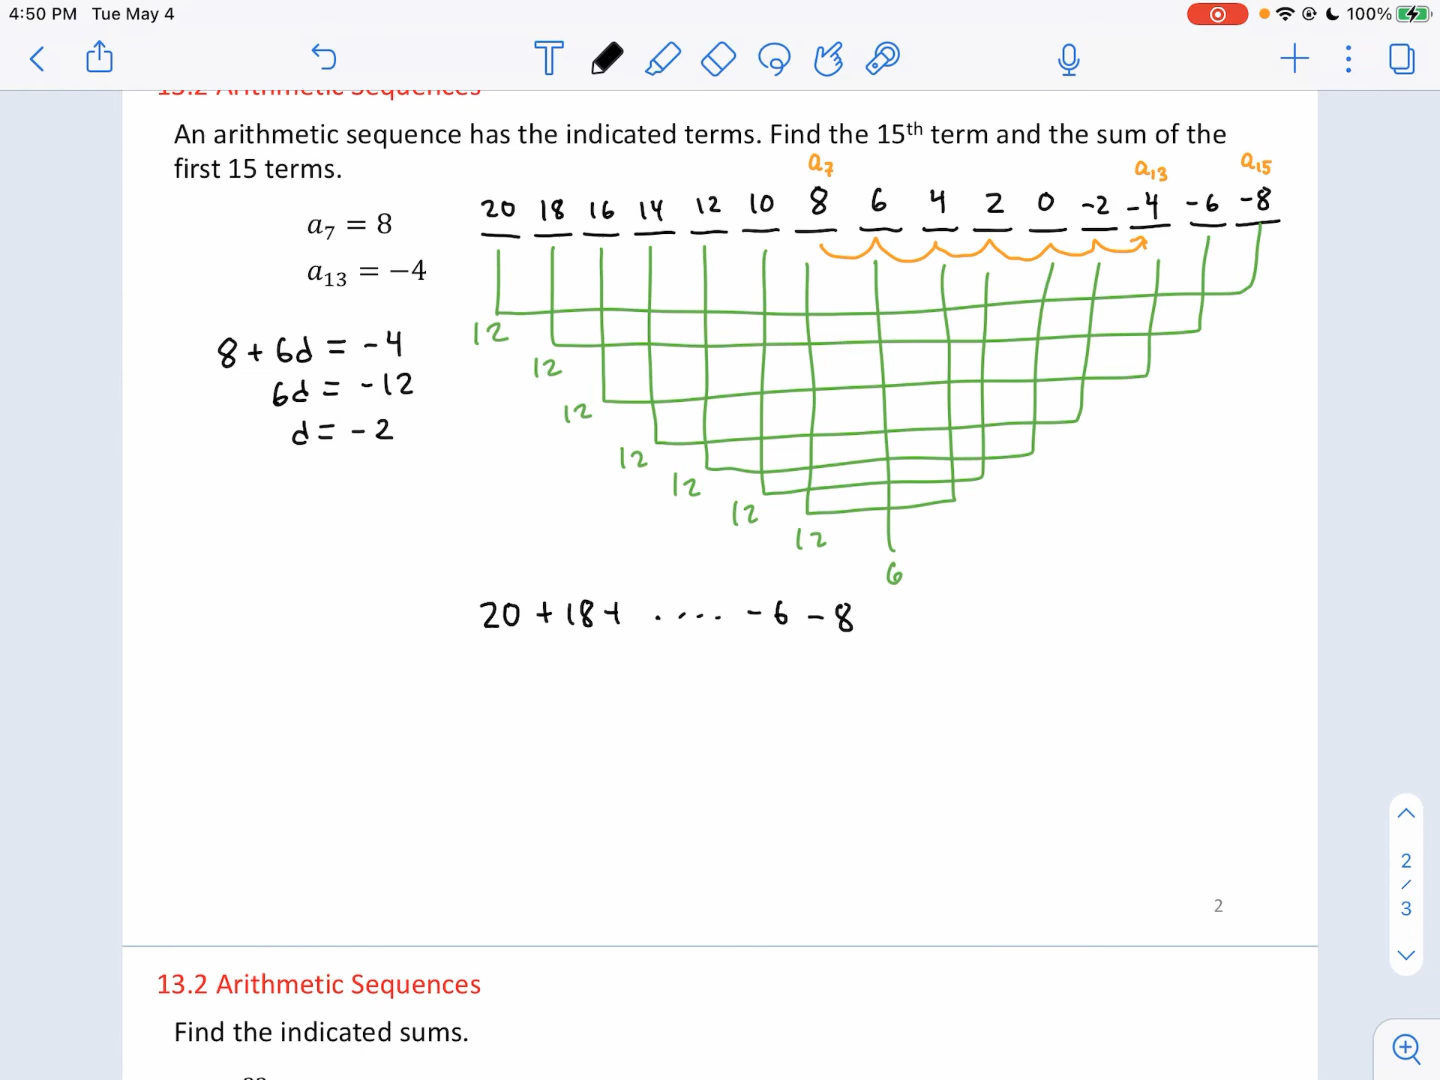 4:50 PM Tue May 4
100%
13.2 Arithmetic Sequences
An arithmetic sequence has the indicated terms. Find the 15th term and the sum of the
first 15 terms.
a7 a13 a15
20 18 16 14 12 10 8 6 4 2 0 -2 -4 -6 -8
a7 = 8
a13 = −4
8 + 6d = -4
6d = -12
d = -2
12
12
12
12
12
12
12
6
20 + 18 + ..... - 6 - 8
2
/
3
2
13.2 Arithmetic Sequences
Find the indicated sums.